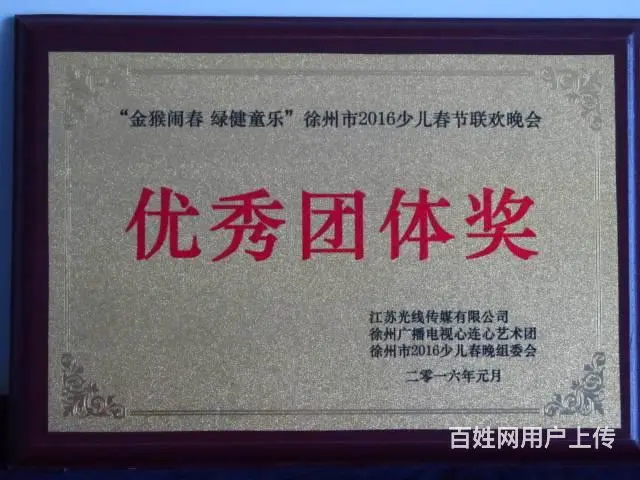 “金猴闹春 绿健童乐”徐州市2016少儿春节联欢晚会
优秀团体奖
江苏光线传媒有限公司
徐州广播电视心连心艺术团
徐州市2016少儿春晚组委会
二零一六年元月
百姓网用户上传